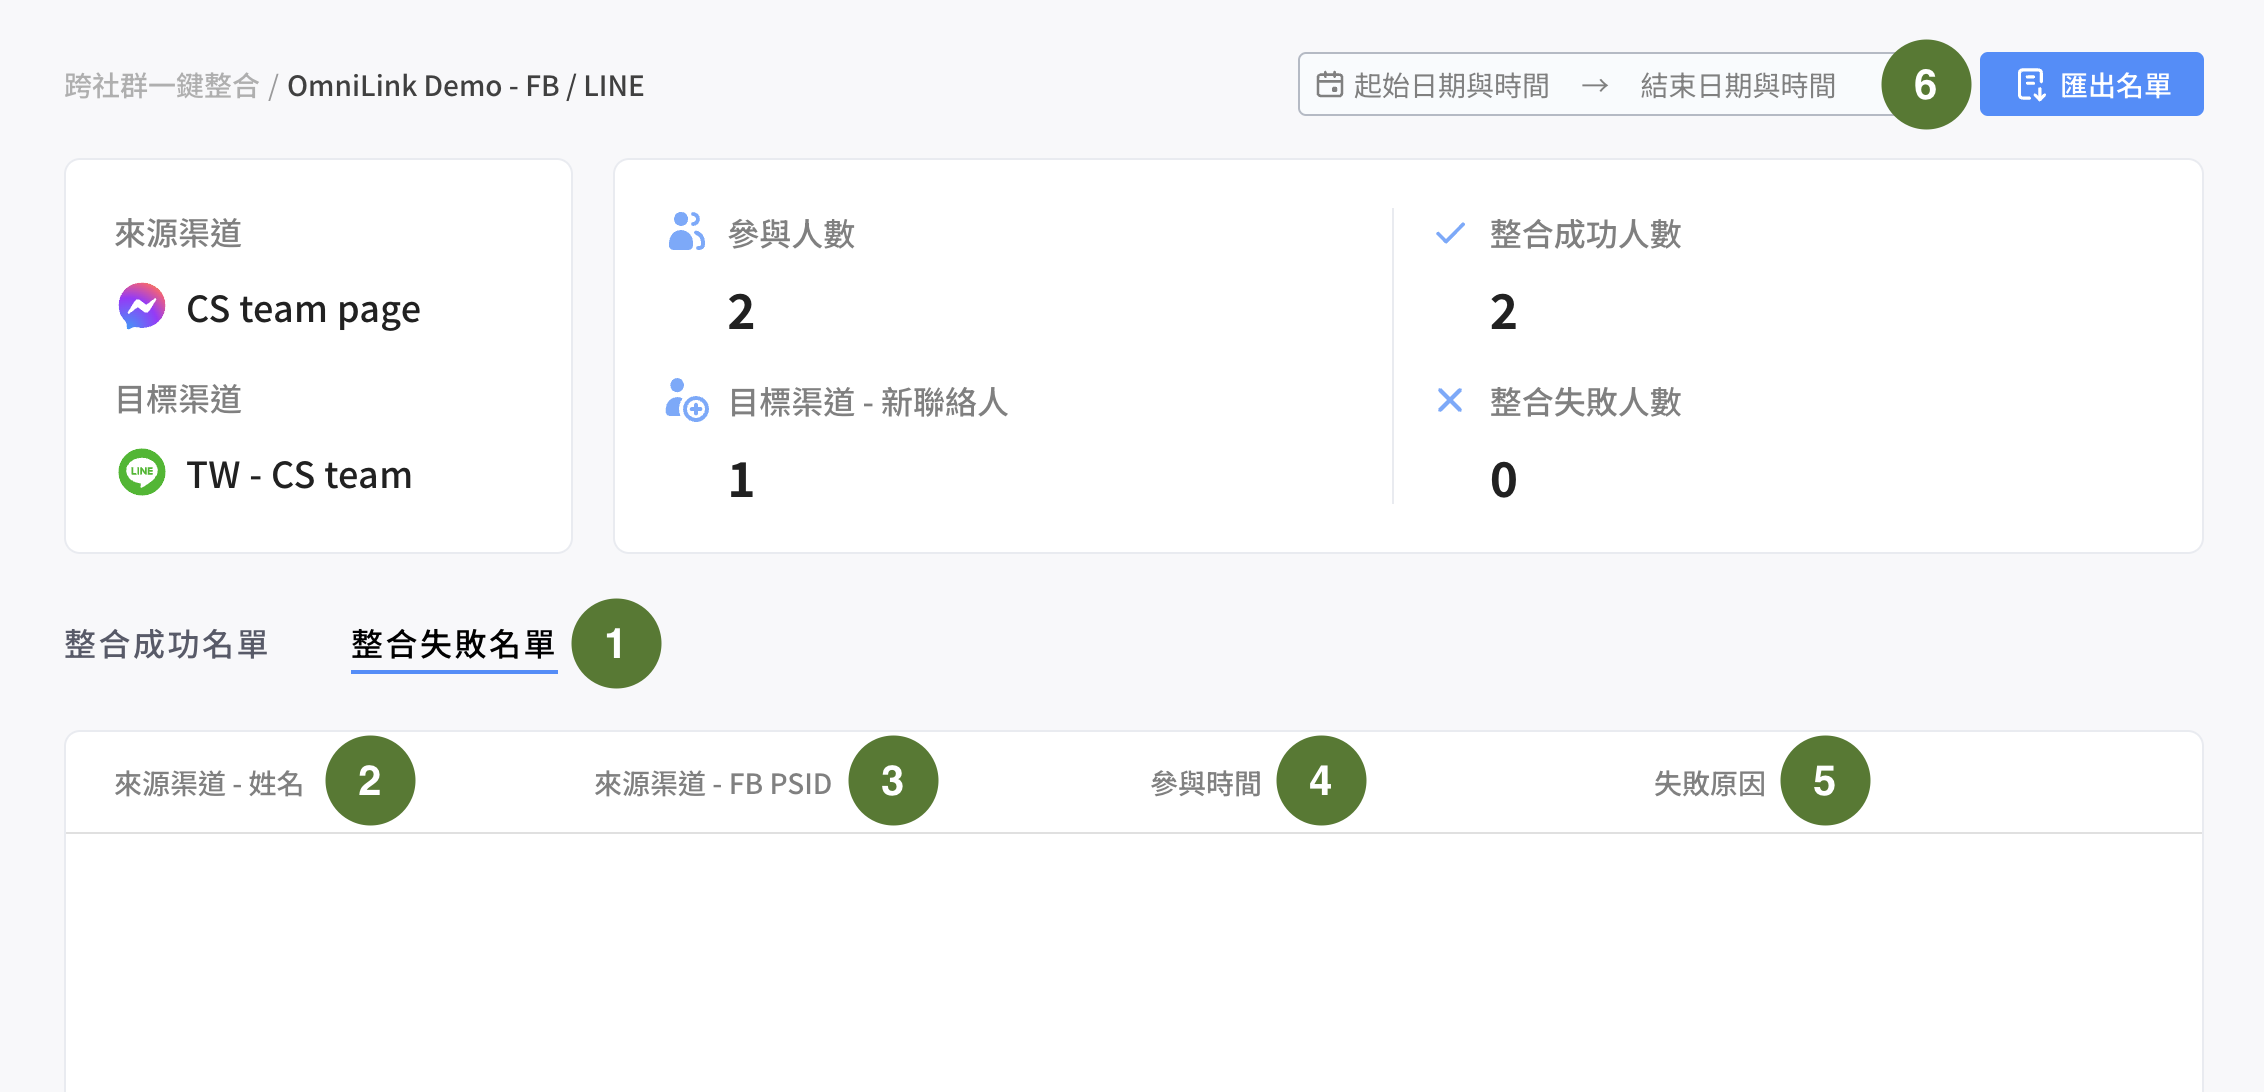 跨社群一鍵整合 / OmniLink Demo - FB / LINE
起始日期與時間 → 結束日期與時間
6
匯出名單
來源渠道
CS team page
目標渠道
LINE
TW - CS team
參與人數
2
整合成功人數
2
目標渠道 - 新聯絡人
1
整合失敗人數
0
整合成功名單
整合失敗名單
1
來源渠道 - 姓名
2
來源渠道 - FB PSID
3
參與時間
4
失敗原因
5